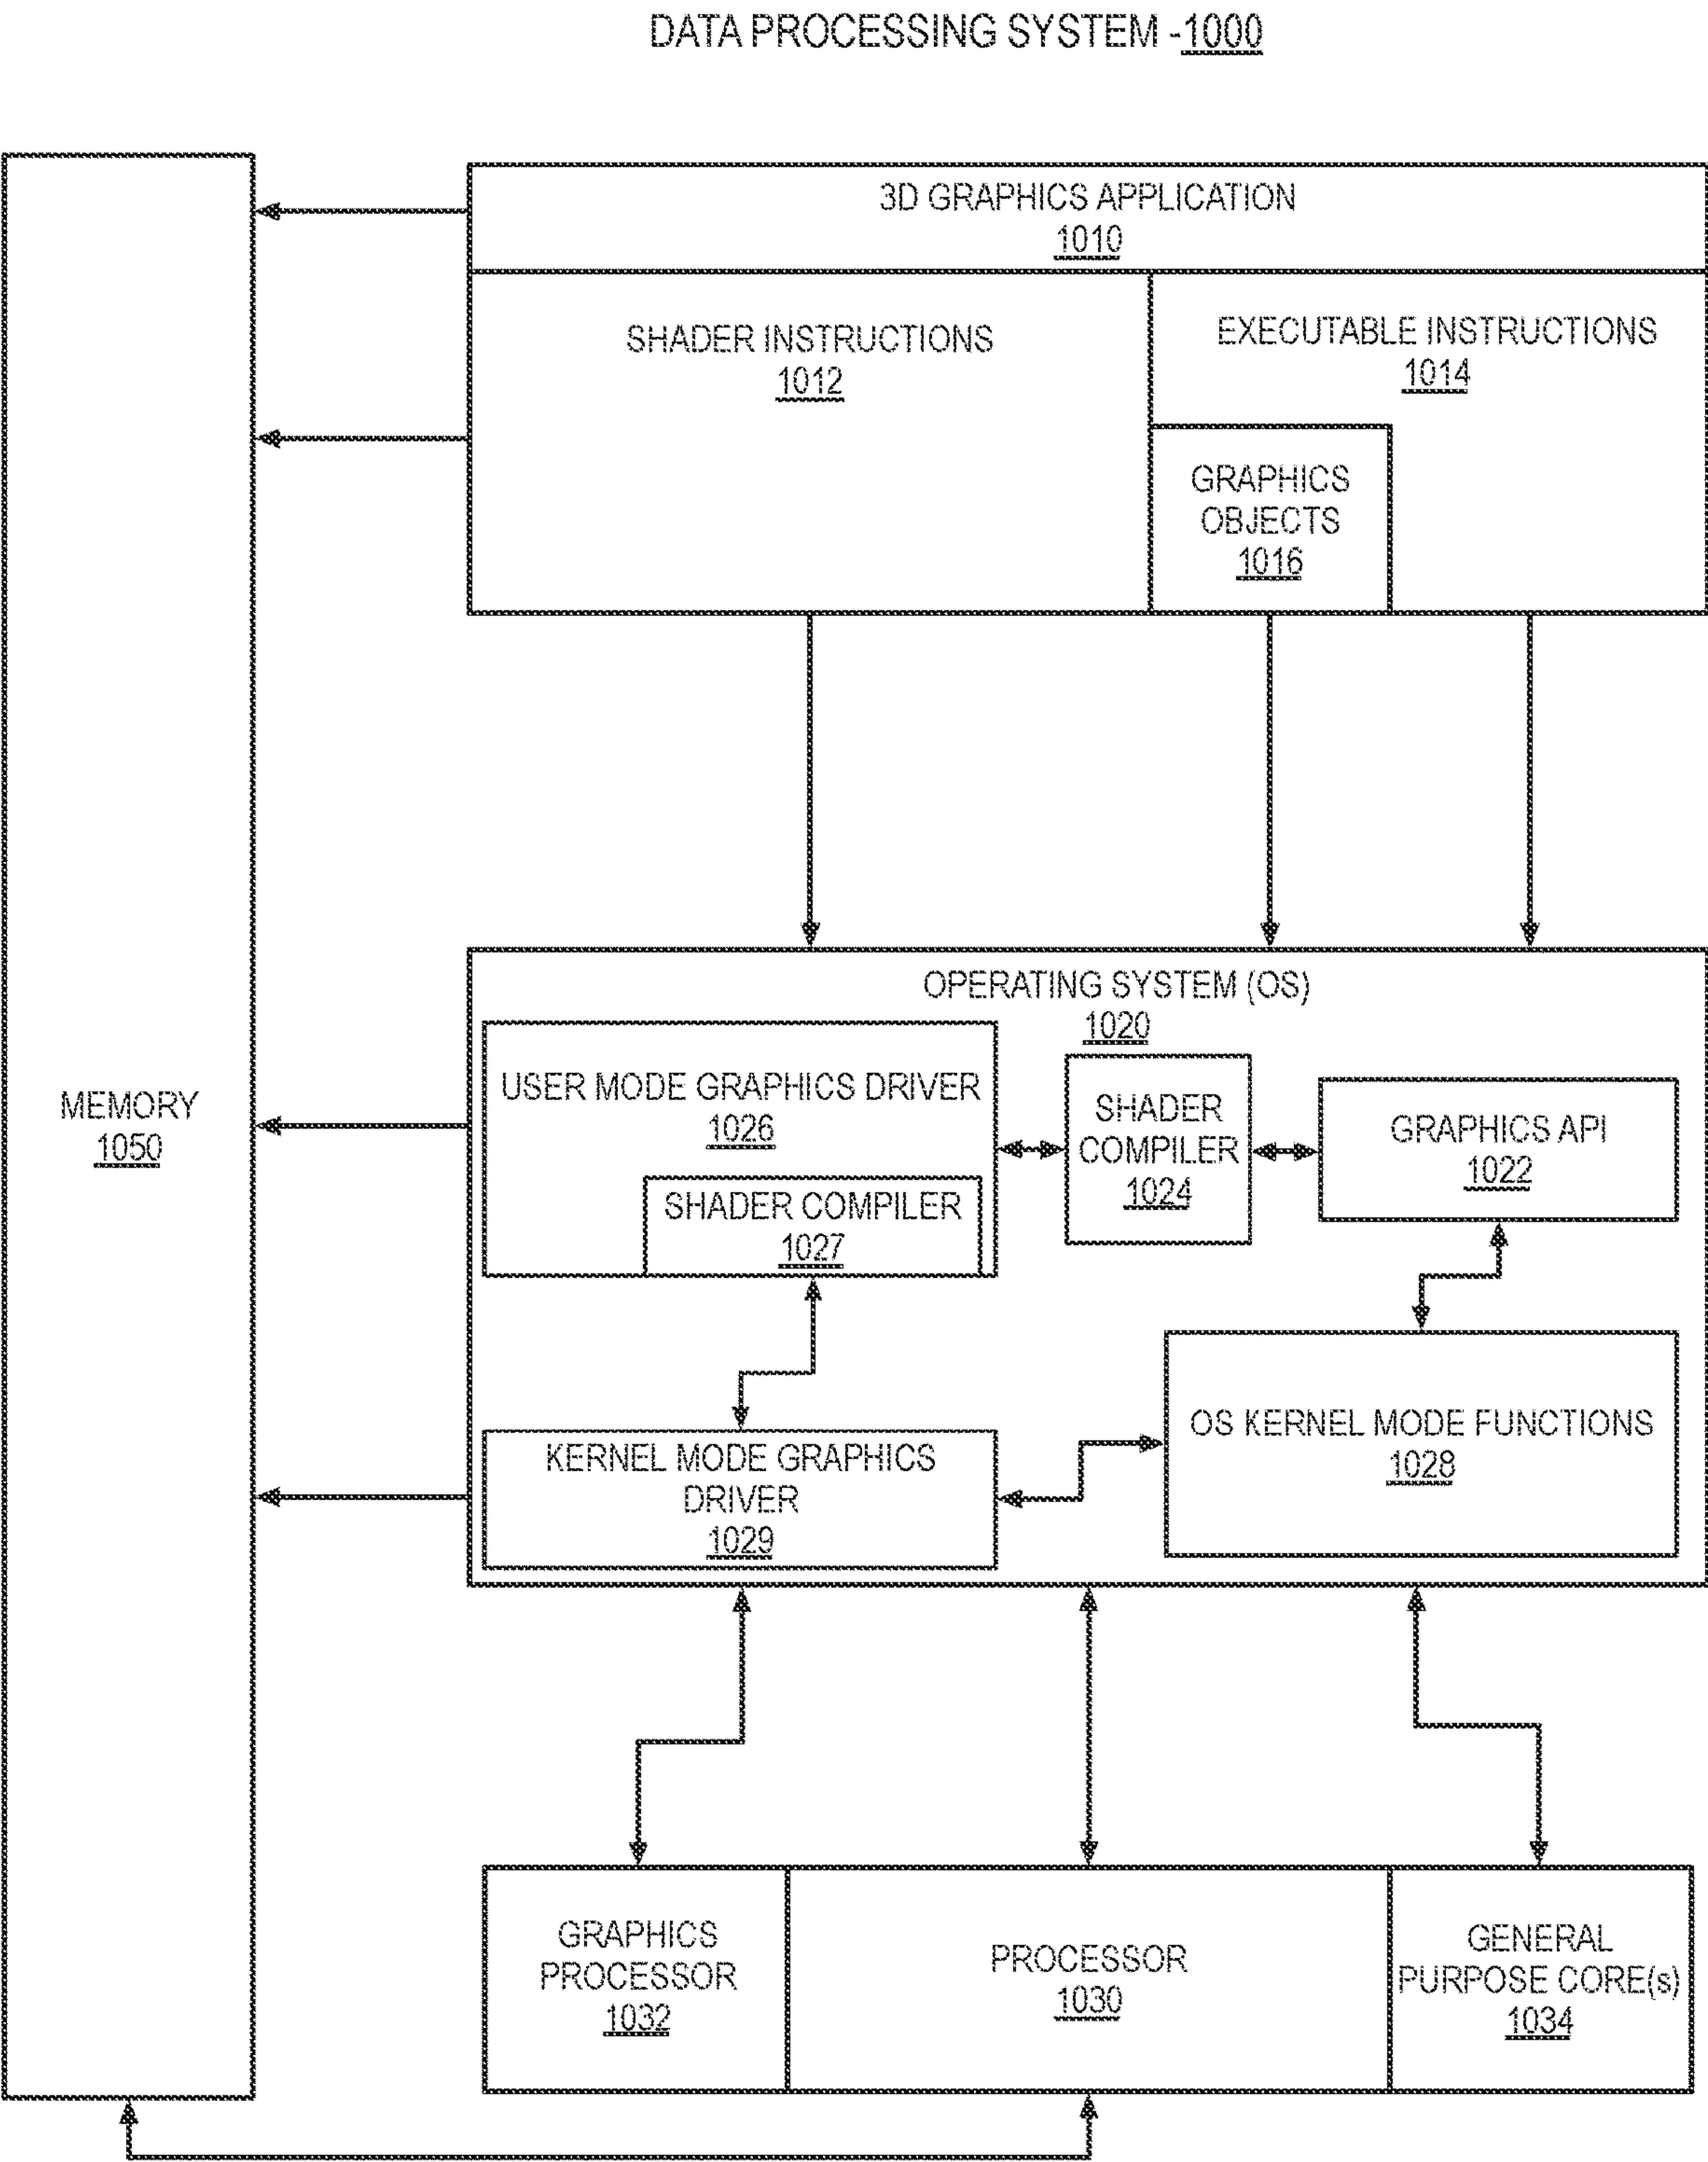 DATA PROCESSING SYSTEM -1000
3D GRAPHICS APPLICATION
1010
SHADER INSTRUCTIONS
1012
EXECUTABLE INSTRUCTIONS
1014
GRAPHICS
OBJECTS
1016
MEMORY
1050
OPERATING SYSTEM (OS)
1020
USER MODE GRAPHICS DRIVER
1026
SHADER COMPILER
1027
SHADER
COMPILER
1024
GRAPHICS API
1022
KERNEL MODE GRAPHICS
DRIVER
1029
OS KERNEL MODE FUNCTIONS
1028
GRAPHICS
PROCESSOR
1032
PROCESSOR
1030
GENERAL
PURPOSE CORE(s)
1034